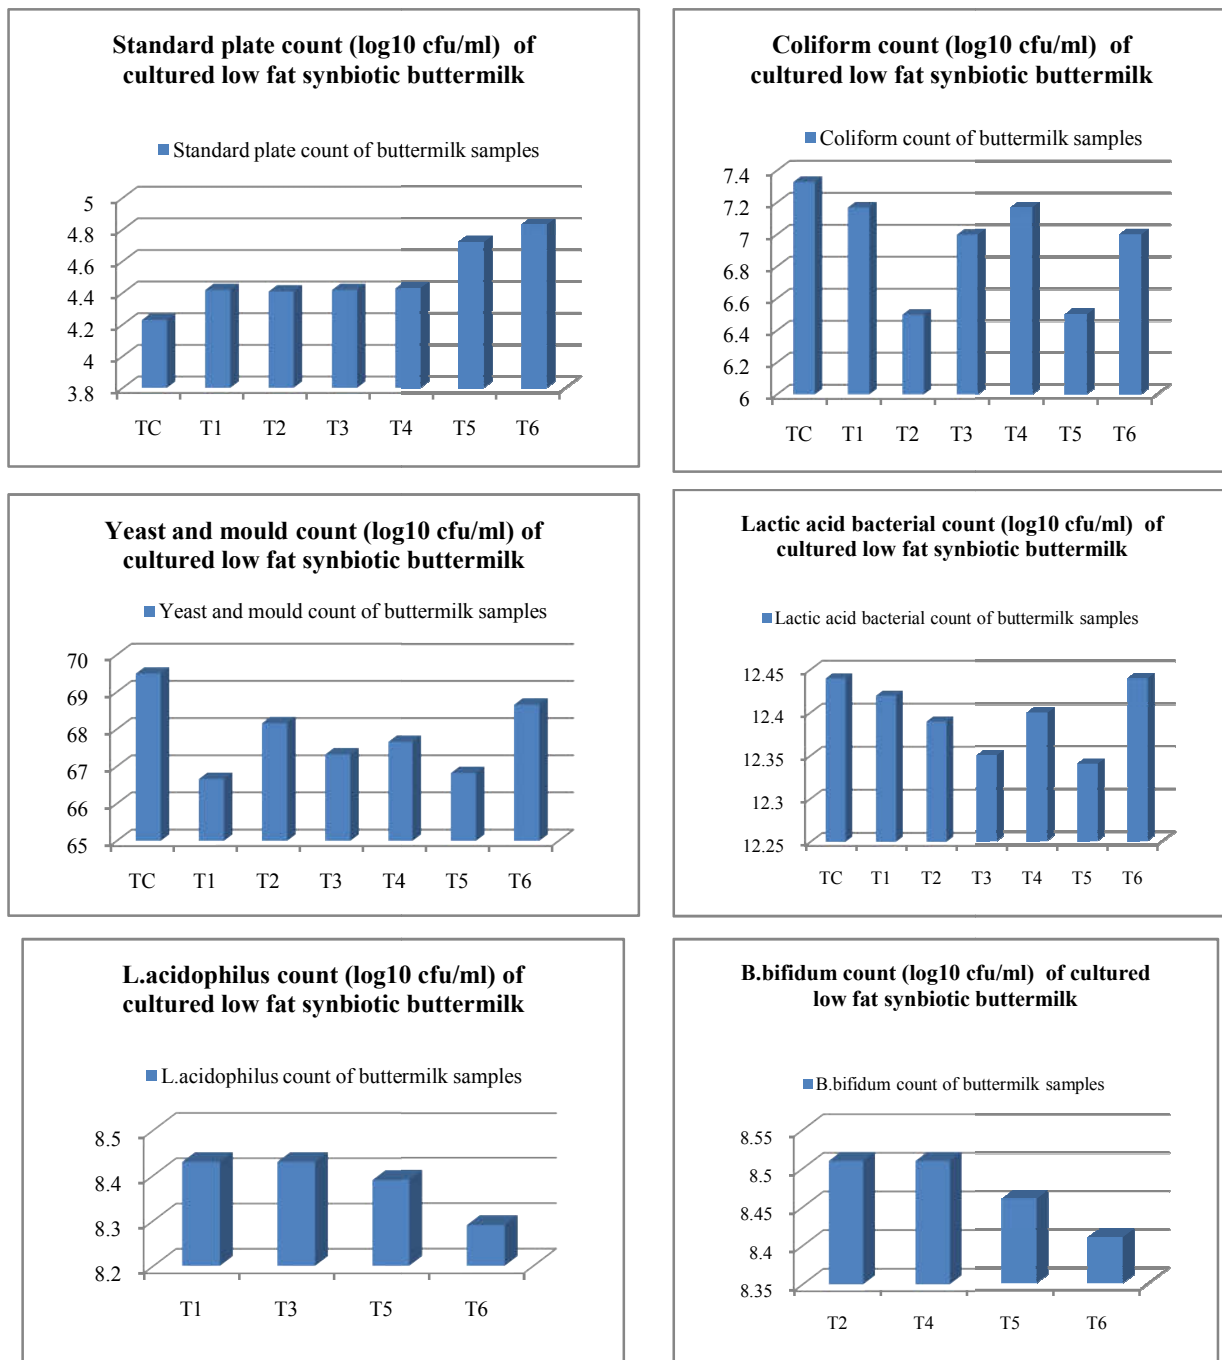 Standard plate count (log10 cfu/ml) of
cultured low fat synbiotic buttermilk
Standard plate count of buttermilk samples
5
4.8
4.6
4.4
4.2
4
3.8
TC T1 T2 T3 T4 T5 T6
Coliform count (log10 cfu/ml) of
cultured low fat synbiotic buttermilk
Coliform count of buttermilk samples
7.4
7.2
7
6.8
6.6
6.4
6.2
6
TC T1 T2 T3 T4 T5 T6
Yeast and mould count (log10 cfu/ml) of
cultured low fat synbiotic buttermilk
Yeast and mould count of buttermilk samples
70
69
68
67
66
65
TC T1 T2 T3 T4 T5 T6
Lactic acid bacterial count (log10 cfu/ml) of
cultured low fat synbiotic buttermilk
Lactic acid bacterial count of buttermilk samples
12.45
12.4
12.35
12.3
12.25
TC T1 T2 T3 T4 T5 T6
L.acidophilus count (log10 cfu/ml) of
cultured low fat synbiotic buttermilk
L.acidophilus count of buttermilk samples
8.5
8.4
8.3
8.2
T1 T3 T5 T6
B.bifidum count (log10 cfu/ml) of cultured
low fat synbiotic buttermilk
B.bifidum count of buttermilk samples
8.55
8.5
8.45
8.4
8.35
T2 T4 T5 T6